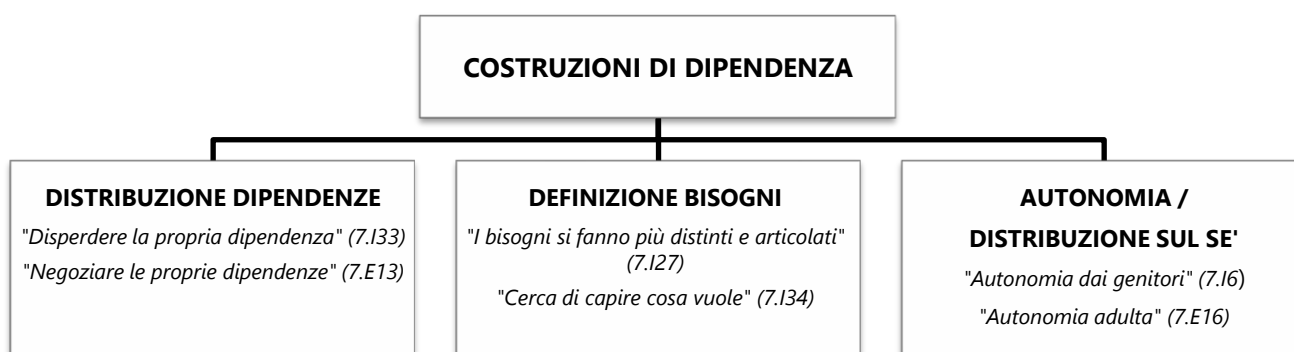 COSTRUZIONI DI DIPENDENZA
DISTRIBUZIONE DIPENDENZE
"Disperdere la propria dipendenza" (7.I33)
"Negoziare le proprie dipendenze" (7.E13)
DEFINIZIONE BISOGNI
"I bisogni si fanno più distinti e articolati"
(7.I27)
"Cerca di capire cosa vuole" (7.I34)
AUTONOMIA /
DISTRIBUZIONE SUL SE'
"Autonomia dai genitori" (7.I6)
"Autonomia adulta" (7.E16)